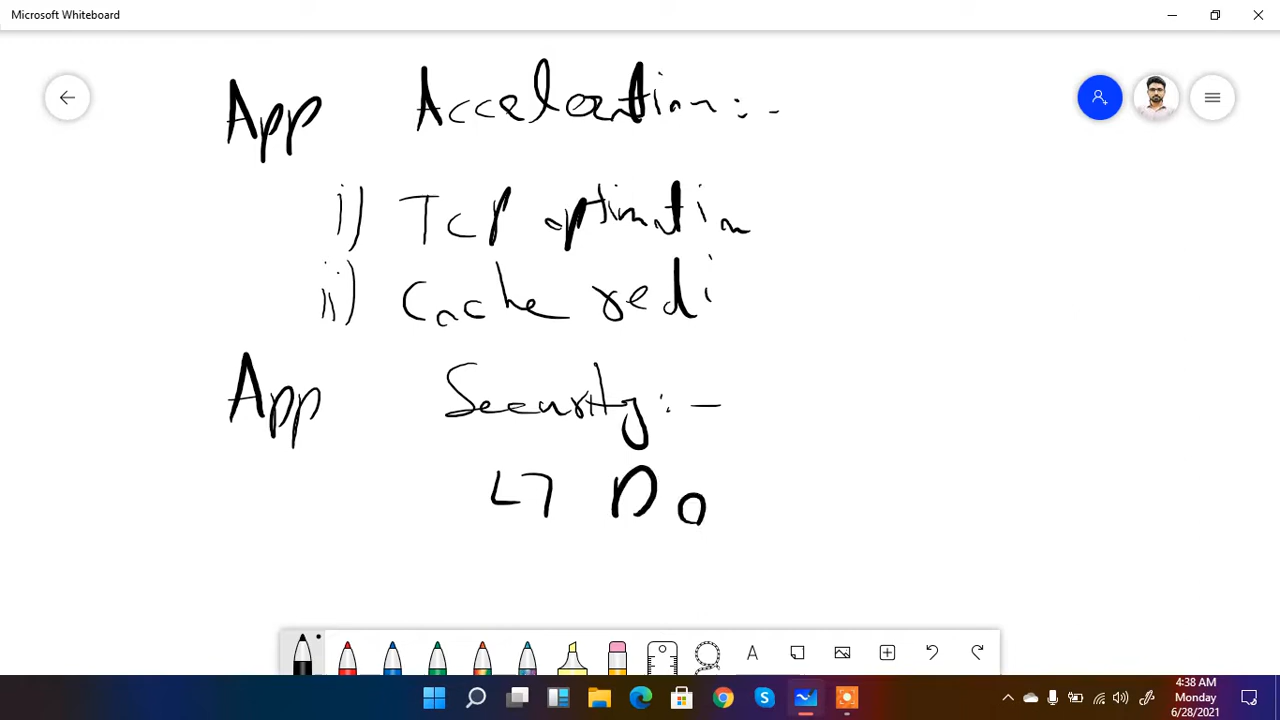 Microsoft Whiteboard
App Acceleration:-
i) TCP optimation
ii) Cache redi
App Security:-
L7 Do
A
4:38 AM
Monday
6/28/2021